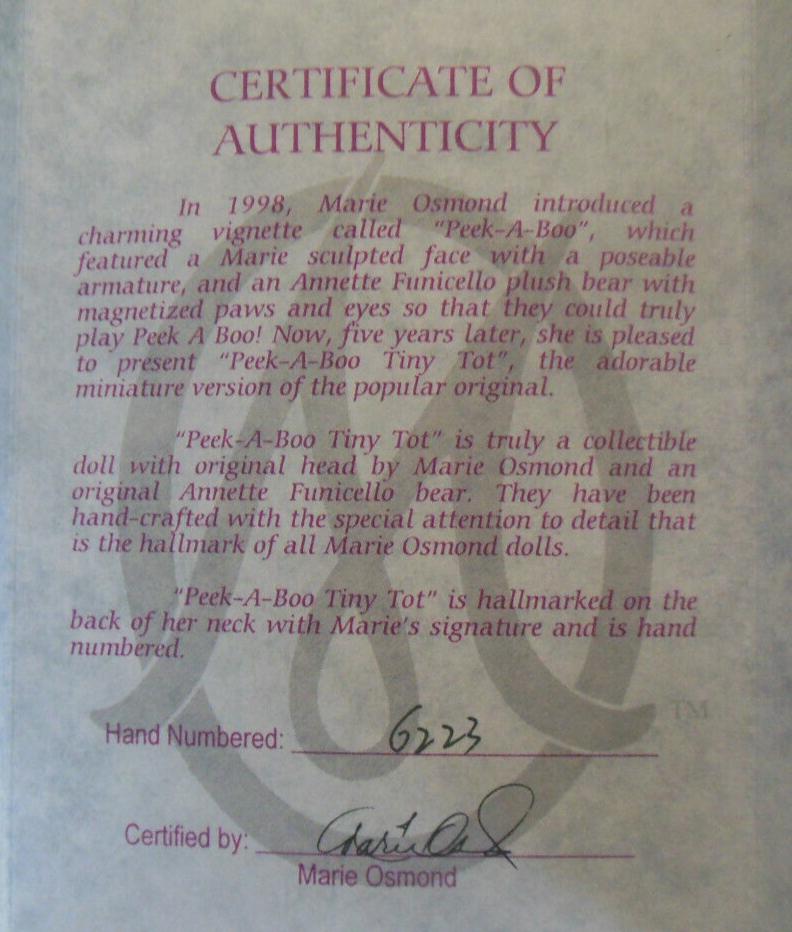 CERTIFICATE OF
AUTHENTICITY
In 1998, Marie Osmond introduced a
charming vignette called "Peek-A-Boo", which
featured a Marie sculpted face with a poseable
armature, and an Annette Funicello plush bear with
magnetized paws and eyes so that they could truly
play Peek A Boo! Now, five years later, she is pleased
to present "Peek-A-Boo Tiny Tot", the adorable
miniature version of the popular original.
"Peek-A-Boo Tiny Tot" is truly a collectible
doll with original head by Marie Osmond and an
original Annette Funicello bear. They have been
hand-crafted with the special attention to detail that
is the hallmark of all Marie Osmond dolls.
"Peek-A-Boo Tiny Tot" is hallmarked on the
back of her neck with Marie's signature and is hand
numbered.
TM
Hand Numbered: 6223
Certified by: Marie Os
Marie Osmond